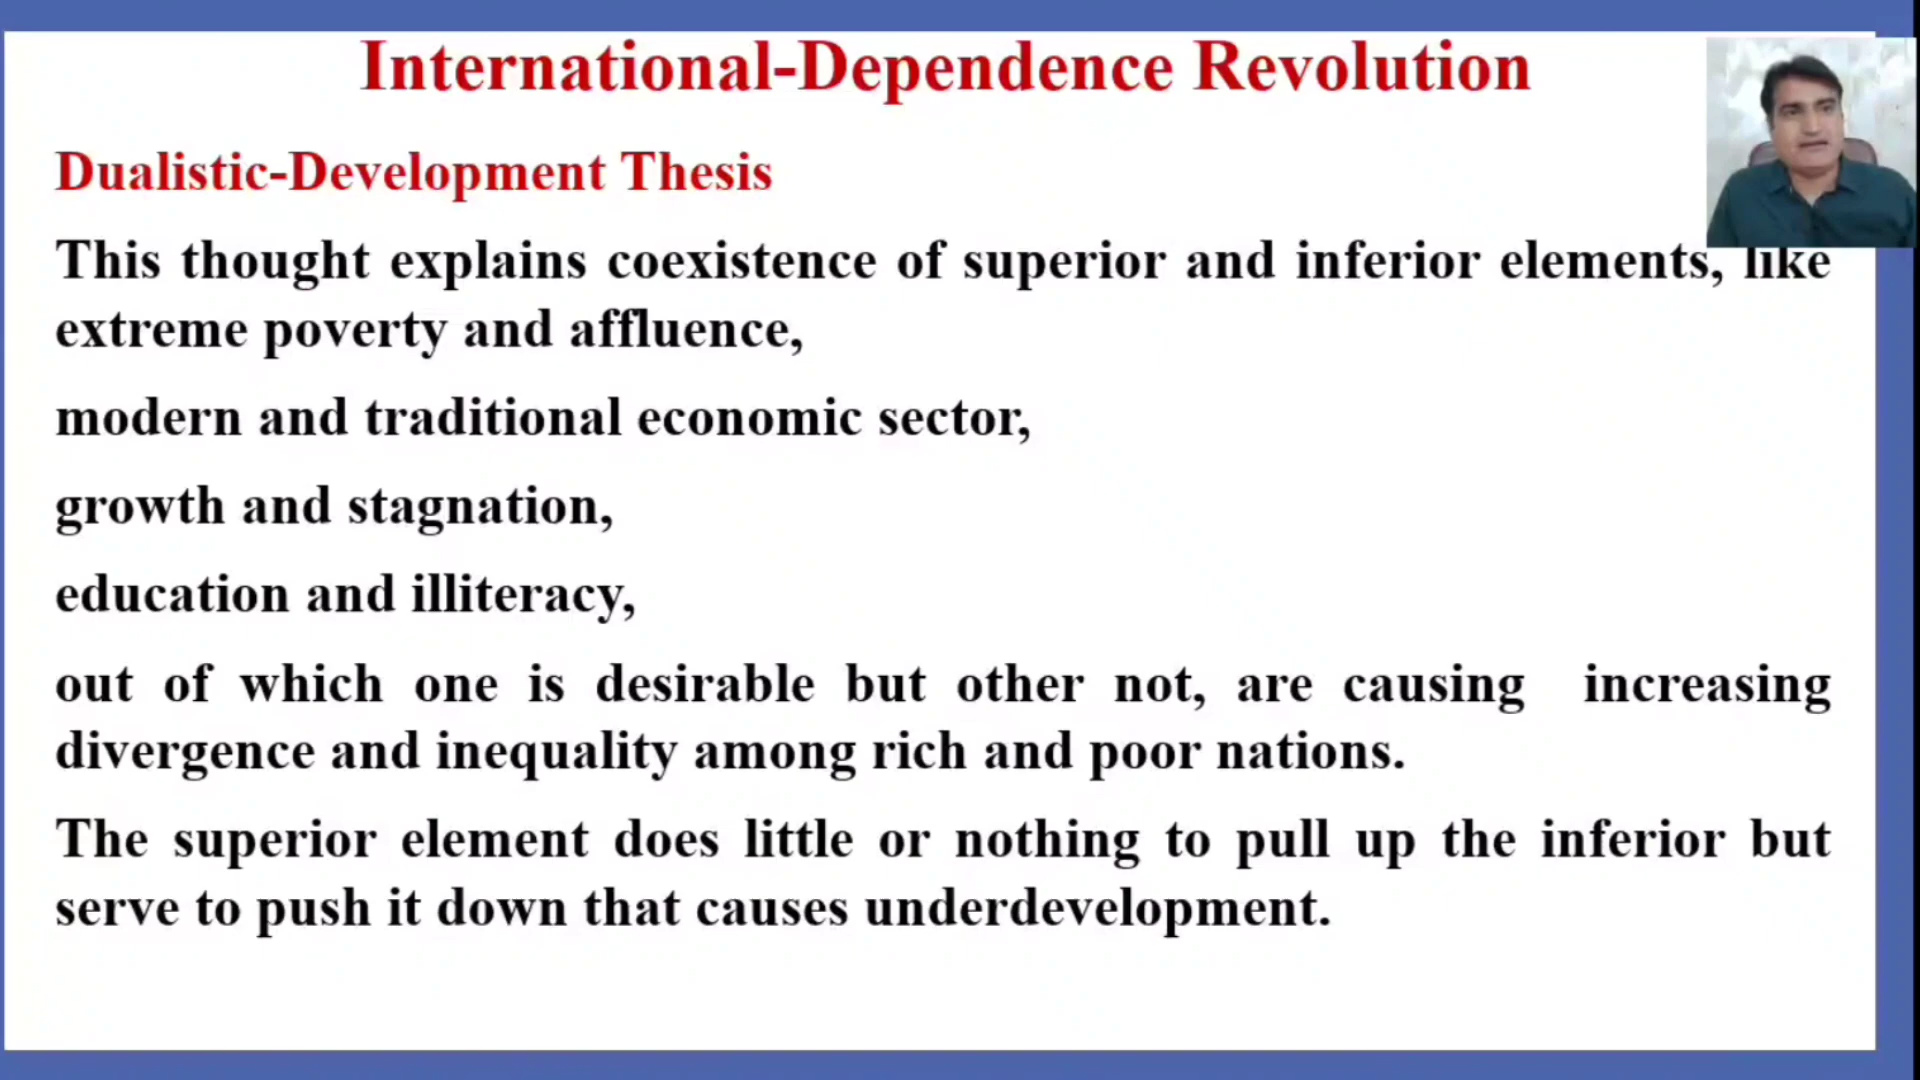 International-Dependence Revolution
Dualistic-Development Thesis
This thought explains coexistence of superior and inferior elements, like
extreme poverty and affluence,
modern and traditional economic sector,
growth and stagnation,
education and illiteracy,
out of which one is desirable but other not, are causing increasing
divergence and inequality among rich and poor nations.
The superior element does little or nothing to pull up the inferior but
serve to push it down that causes underdevelopment.